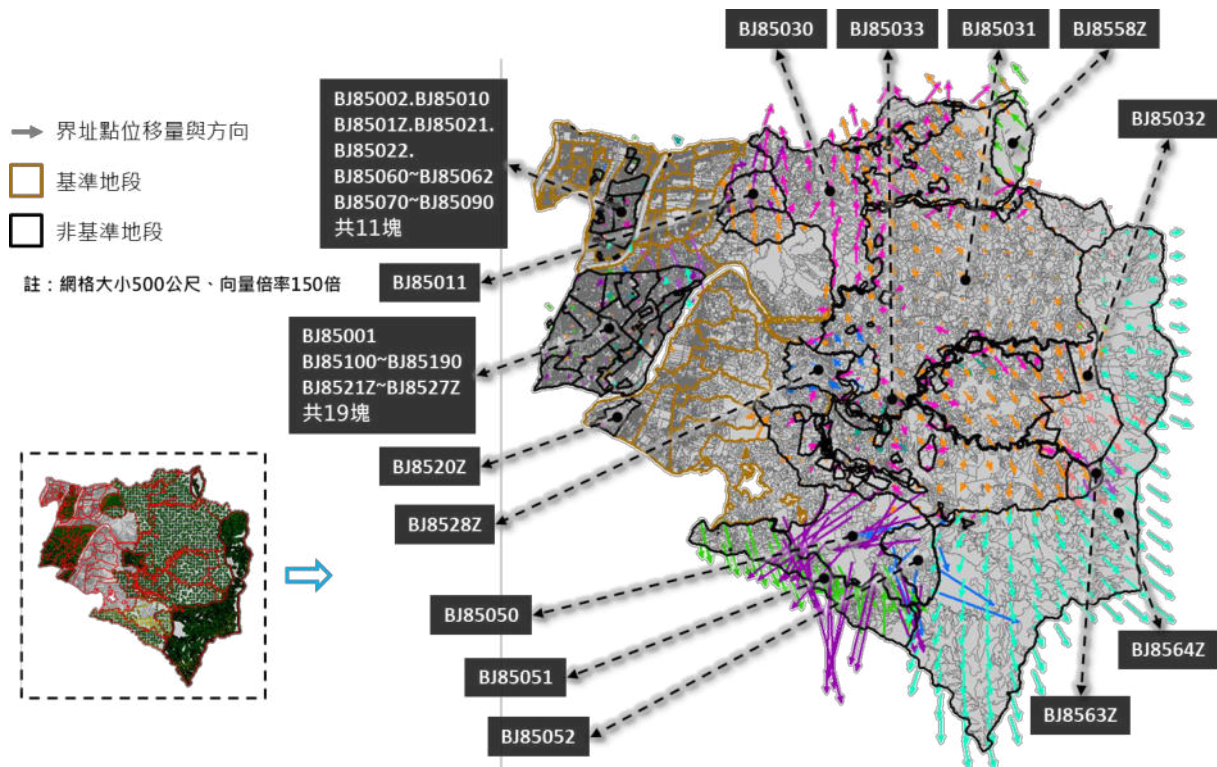 BJ85030
BJ85033
BJ85031
BJ8558Z
BJ85002.BJ85010
BJ8501Z.BJ85021.
BJ85022.
BJ85060~BJ85062
BJ85070~BJ85090
共11塊
BJ85032
界址點位移量與方向
基準地段
非基準地段
註：網格大小500公尺、向量倍率150倍
BJ85011
BJ85001
BJ85100~BJ85190
BJ8521Z~BJ8527Z
共19塊
BJ8520Z
BJ8528Z
BJ85050
BJ85051
BJ85052
BJ8564Z
BJ8563Z